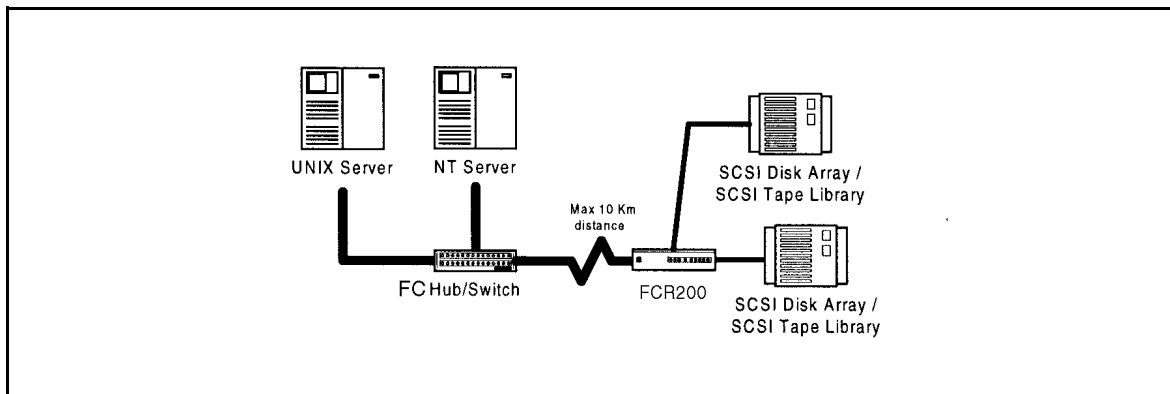 UNIX Server
NT Server
SCSI Disk Array /
SCSI Tape Library
Max 10 Km
distance
FC Hub/Switch
FCR200
SCSI Disk Array /
SCSI Tape Library